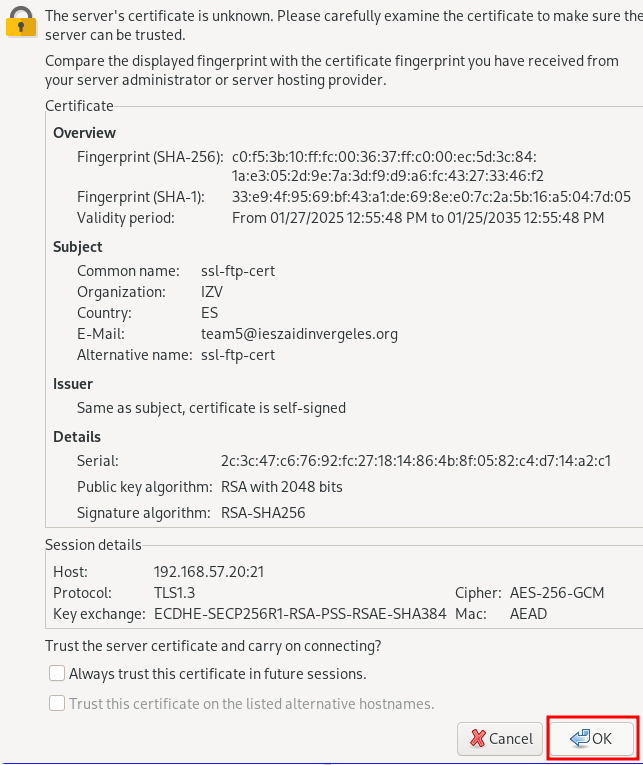 The server's certificate is unknown. Please carefully examine the certificate to make sure the
server can be trusted.
Compare the displayed fingerprint with the certificate fingerprint you have received from
your server administrator or server hosting provider.
Certificate
Overview
Fingerprint (SHA-256): c0:f5:3b:10:ff:fc:00:36:37:ff:c0:00:ec:5d:3c:84:
1a:e3:05:2d:9e:7a:3d:f9:d9:a6:fc:43:27:33:46:f2
Fingerprint (SHA-1): 33:e9:4f:95:69:bf:43:a1:de:69:8e:e0:7c:2a:5b:16:a5:04:7d:05
Validity period: From 01/27/2025 12:55:48 PM to 01/25/2035 12:55:48 PM
Subject
Common name: ssl-ftp-cert
Organization: IZV
Country: ES
E-Mail: team5@ieszaidinvergeles.org
Alternative name: ssl-ftp-cert
Issuer
Same as subject, certificate is self-signed
Details
Serial: 2c:3c:47:c6:76:92:fc:27:18:14:86:4b:8f:05:82:c4:d7:14:a2:c1
Public key algorithm: RSA with 2048 bits
Signature algorithm: RSA-SHA256
Session details
Host: 192.168.57.20:21
Protocol: TLS1.3 Cipher: AES-256-GCM
Key exchange: ECDHE-SECP256R1-RSA-PSS-RSAE-SHA384 Mac: AEAD
Trust the server certificate and carry on connecting?
Always trust this certificate in future sessions.
Trust this certificate on the listed alternative hostnames.
Cancel OK